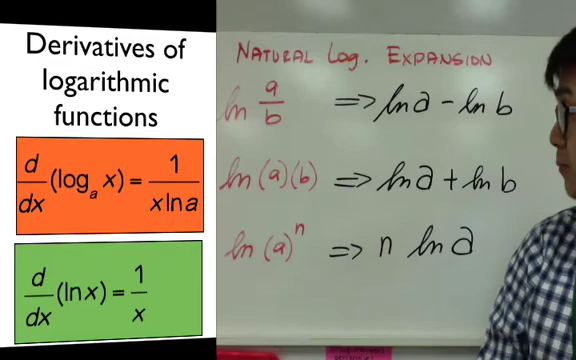 Derivatives of
logarithmic
functions
d/dx (logₐ x) = 1/(x ln a)
d/dx (ln x) = 1/x
NATURAL Log. EXPANSION
ln a/b ⟹ ln a - ln b
ln (a)(b) ⟹ ln a + ln b
ln (a)ⁿ ⟹ n ln a